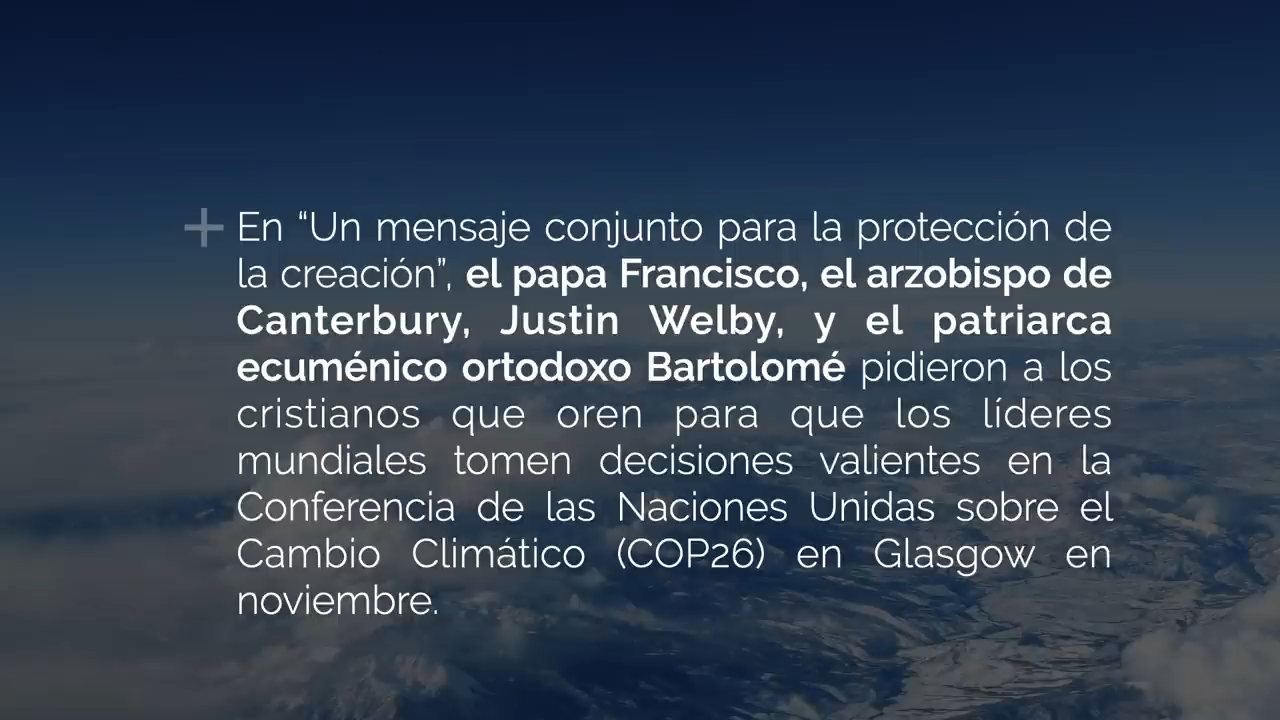 En “Un mensaje conjunto para la protección de
la creación”, el papa Francisco, el arzobispo de
Canterbury, Justin Welby, y el patriarca
ecuménico ortodoxo Bartolomé pidieron a los
cristianos que oren para que los líderes
mundiales tomen decisiones valientes en la
Conferencia de las Naciones Unidas sobre el
Cambio Climático (COP26) en Glasgow en
noviembre.